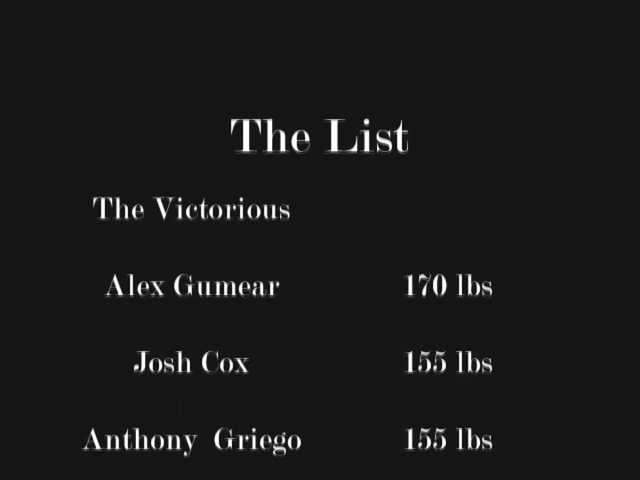 The List
The Victorious
Alex Gumear 170 lbs
Josh Cox 155 lbs
Anthony Griego 155 lbs